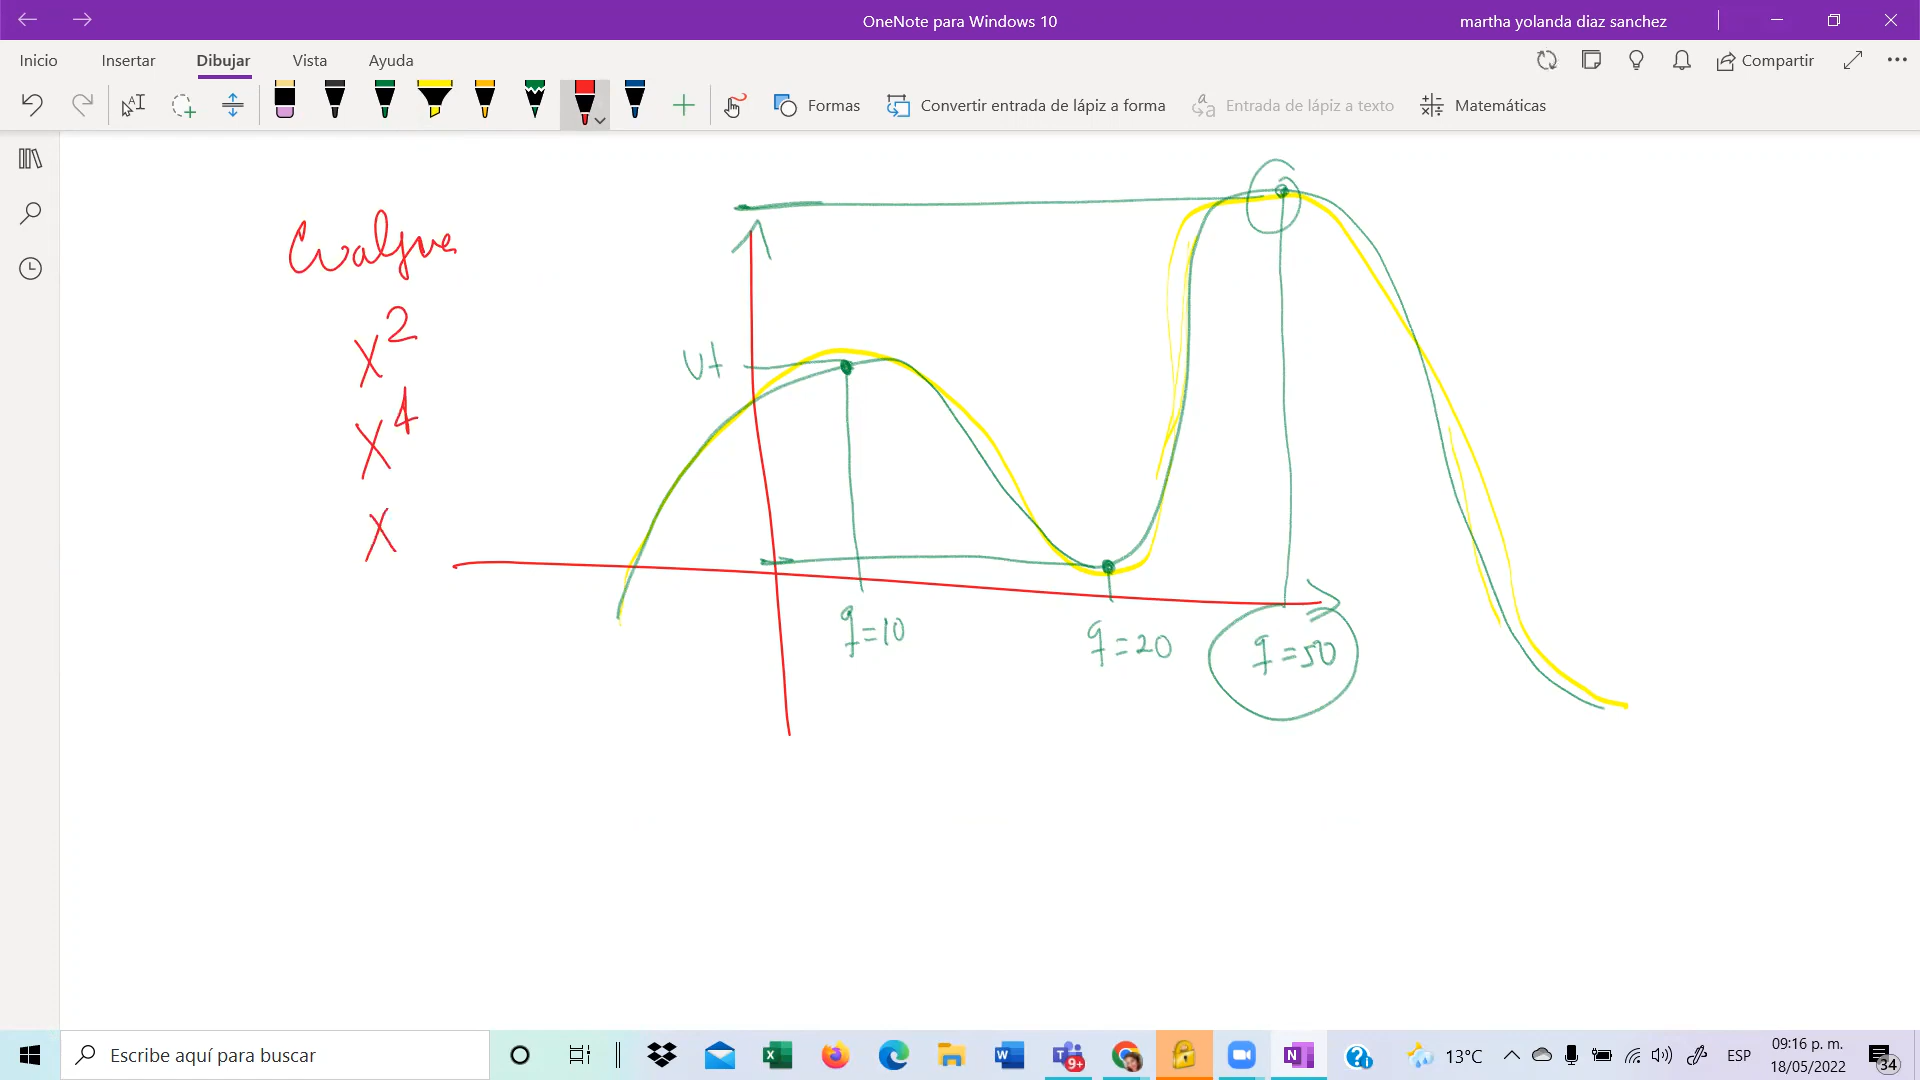 OneNote para Windows 10
martha yolanda diaz sanchez
Inicio
Insertar
Dibujar
Vista
Ayuda
Compartir
Formas
Convertir entrada de lápiz a forma
Entrada de lápiz a texto
Matemáticas
x²
x⁴
x
q=10
q=20
q=50
Escribe aquí para buscar
9+
13°C
ESP
09:16 p. m.
18/05/2022
34